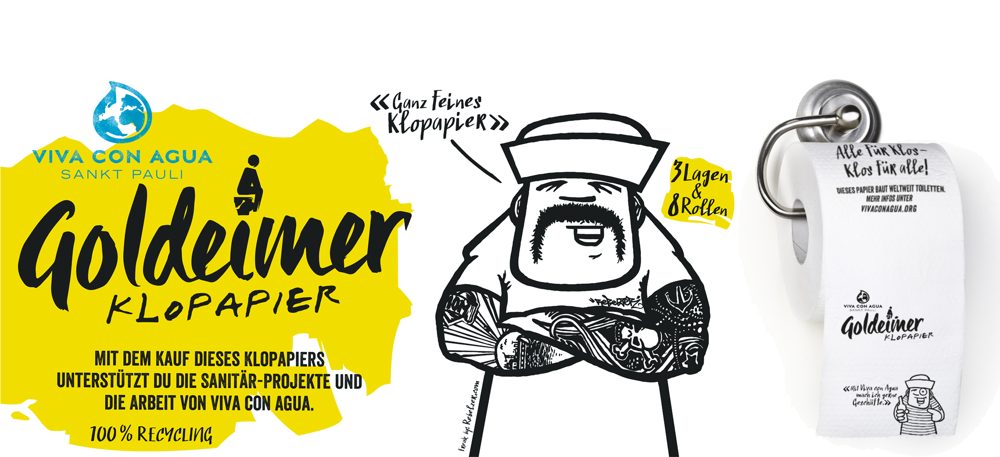 VIVA CON AGUA
SANKT PAULI
Goldeimer
KLOPAPIER
MIT DEM KAUF DIESES KLOPAPIERS
UNTERSTÜTZT DU DIE SANITÄR-PROJEKTE UND
DIE ARBEIT VON VIVA CON AGUA.
100 % RECYCLING
«Ganz Feines
Klopapier»
"REBELZER"
Freak by: Rebelzer.com
3 Lagen
&
8 Rollen
Alle FÜR Klos-
Klos FÜR alle!
DIESES PAPIER BAUT WELTWEIT TOILETTEN.
MEHR INFOS UNTER
VIVACONAGUA.ORG
VIVA CON AGUA
SANKT PAULI
Goldeimer
KLOPAPIER
«Mit Viva con Agua
mach ich gerne
Geschäfte.»